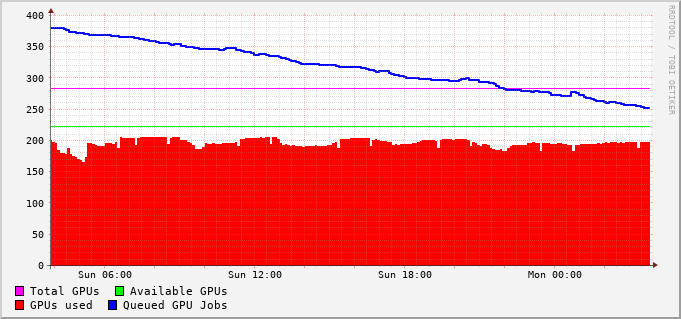 400
350
300
250
200
150
100
50
0
Sun 06:00 Sun 12:00 Sun 18:00 Mon 00:00
Total GPUs Available GPUs
GPUs used Queued GPU Jobs
RRDTOOL / TOBI OETIKER